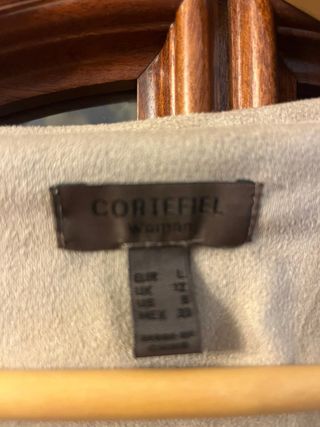 CORTEFIEL
Woman
EUR L
UK 12
US 8
MEX 30